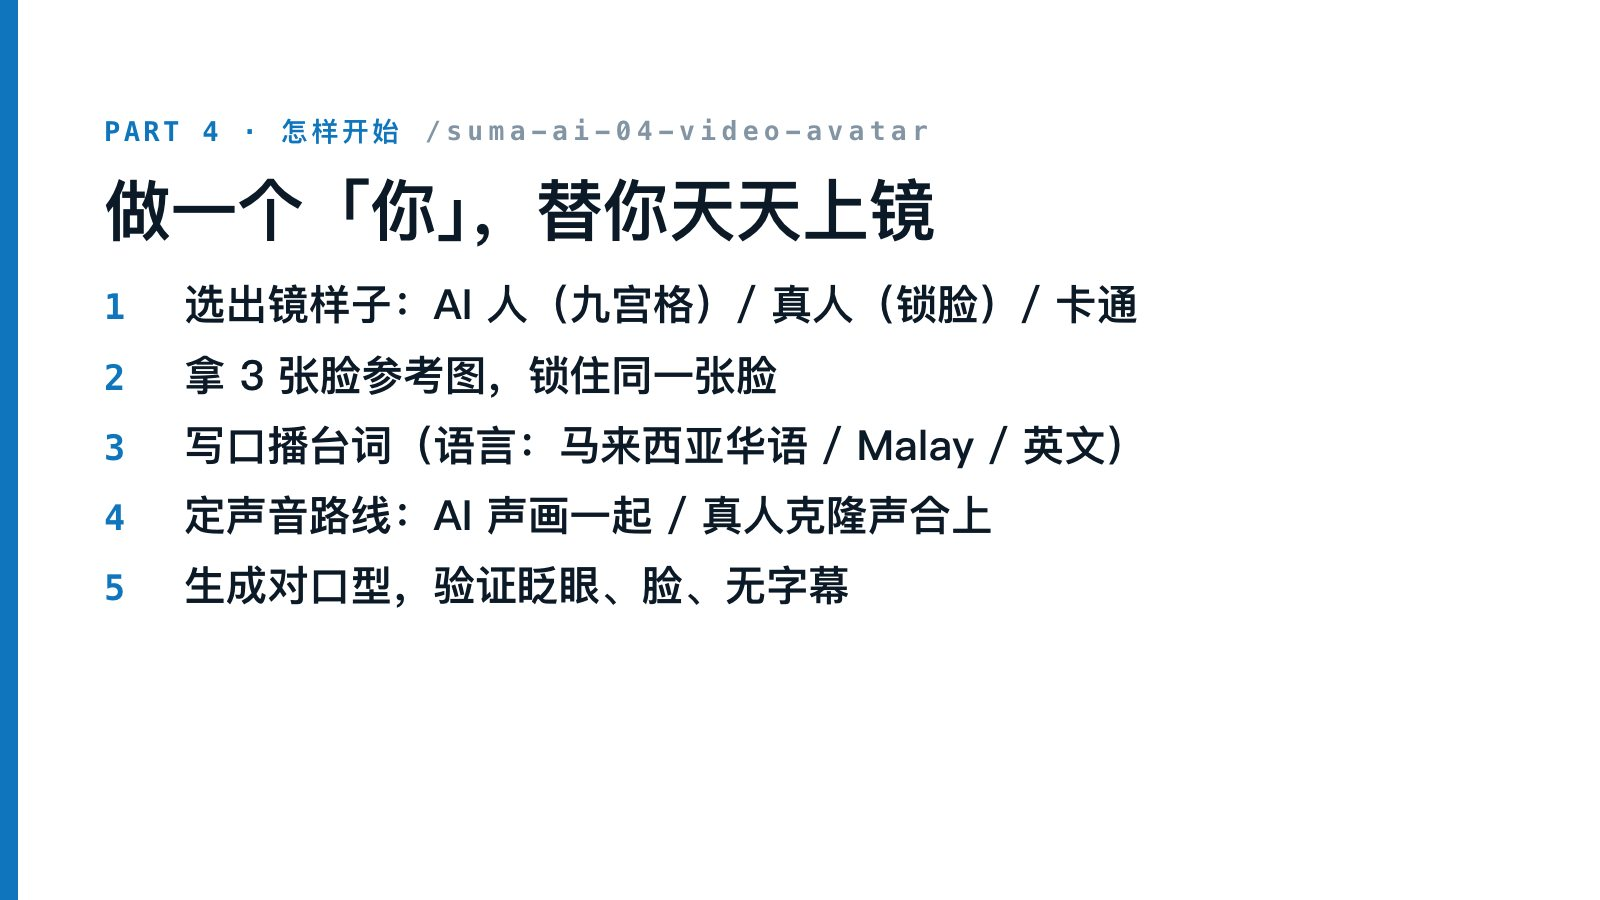 PART 4 · 怎样开始 /suma-ai-04-video-avatar
做一个「你」，替你天天上镜
1 选出镜样子：AI 人（九宫格）/ 真人（锁脸）/ 卡通
2 拿 3 张脸参考图，锁住同一张脸
3 写口播台词（语言：马来西亚华语 / Malay / 英文）
4 定声音路线：AI 声画一起 / 真人克隆声合上
5 生成对口型，验证眨眼、脸、无字幕